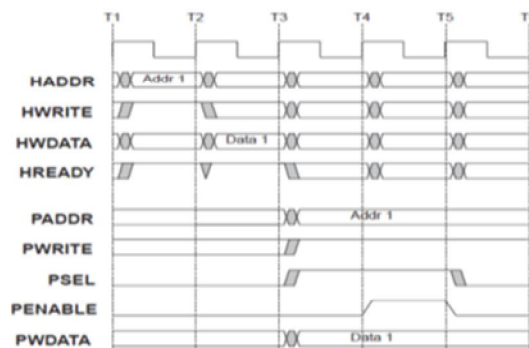 T1 T2 T3 T4 T5 T
HADDR Addr 1
HWRITE
HWDATA Data 1
HREADY
PADDR Addr 1
PWRITE
PSEL
PENABLE
PWDATA Data 1